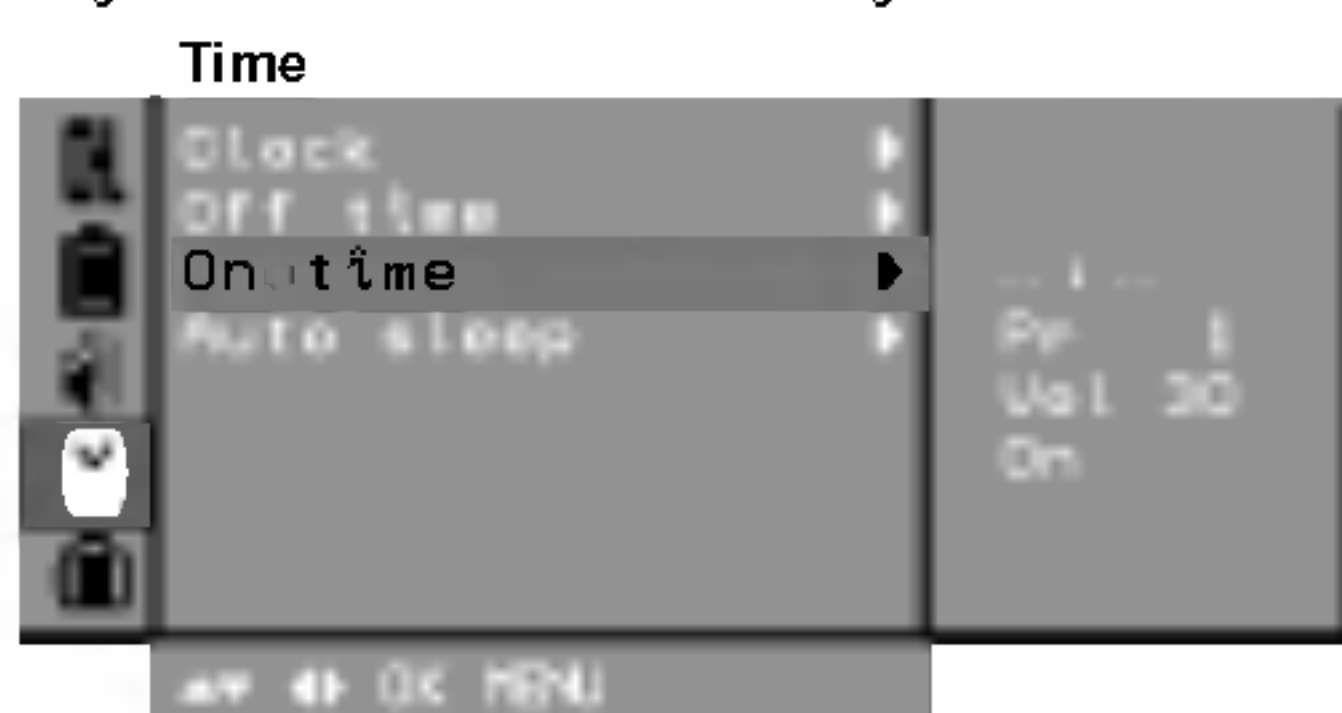 Time
Clock
Off time
On time
Auto sleep
-- : --
Pr 1
Vol 30
On
▲▼ ◀▶ OK MENU